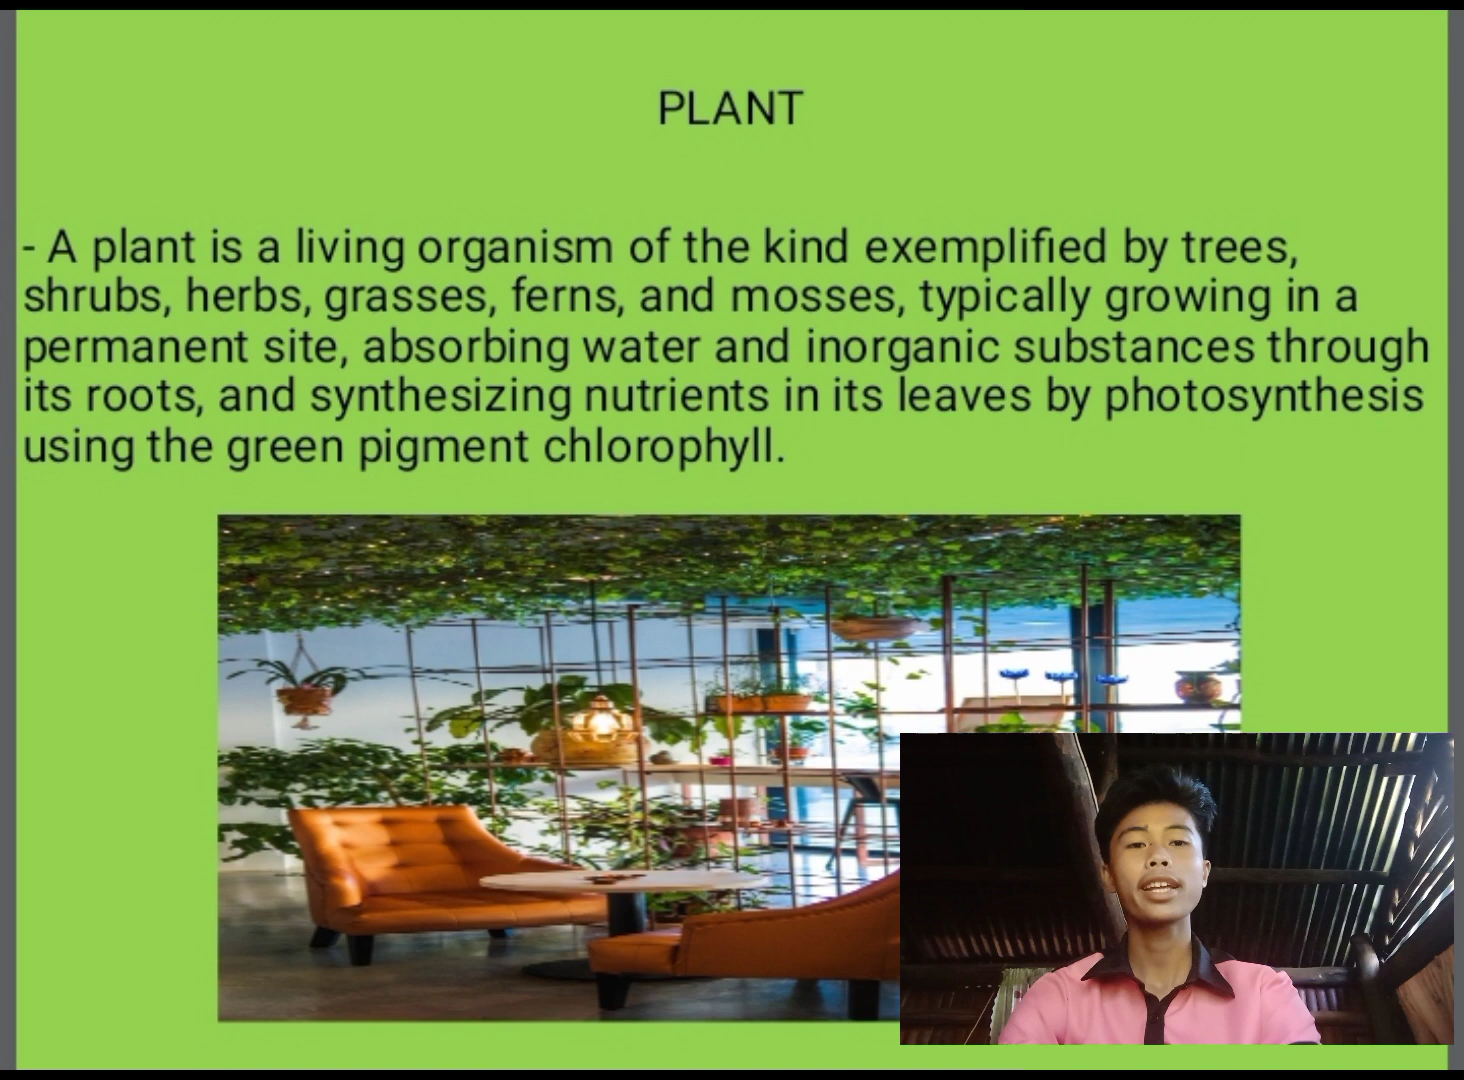 PLANT
- A plant is a living organism of the kind exemplified by trees,
shrubs, herbs, grasses, ferns, and mosses, typically growing in a
permanent site, absorbing water and inorganic substances through
its roots, and synthesizing nutrients in its leaves by photosynthesis
using the green pigment chlorophyll.